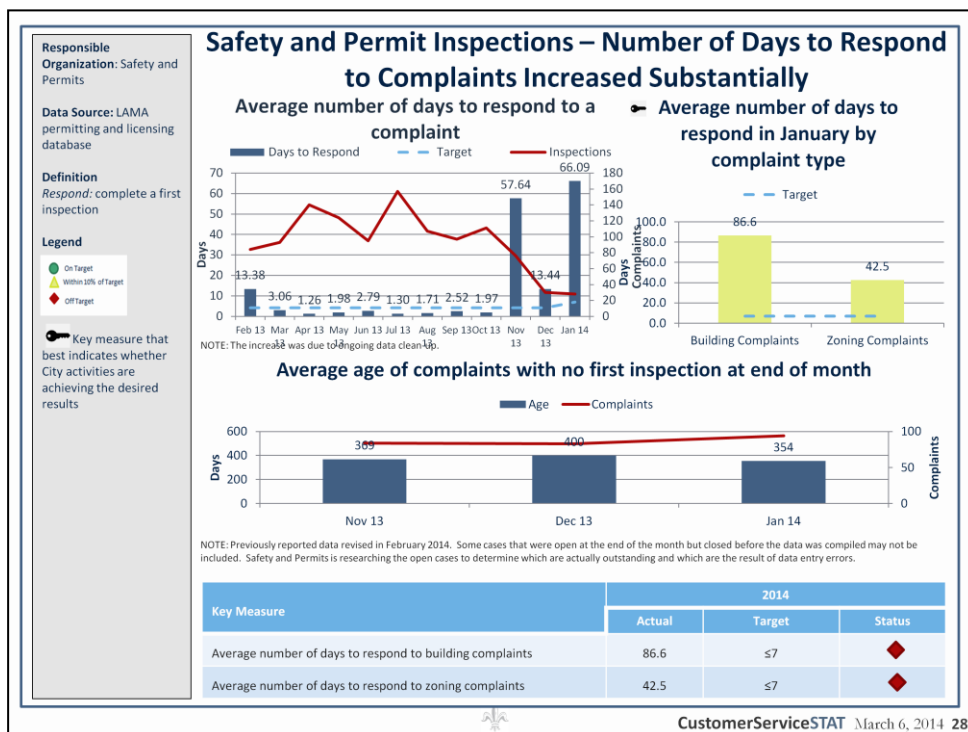 Safety and Permit Inspections – Number of Days to Respond
to Complaints Increased Substantially
Responsible
Organization: Safety and
Permits
Data Source: LAMA
permitting and licensing
database
Definition
Respond: complete a first
inspection
Legend
On Target
Within 10% of Target
Off Target
Key measure that
best indicates whether
City activities are
achieving the desired
results
Average number of days to respond to a
complaint
Days to Respond Target Inspections
70
60
50
40
30
20
10
0
Days
180
160
140
120
100
80
60
40
20
0
Complaints
13.38 3.06 1.26 1.98 2.79 1.30 1.71 2.52 1.97 57.64 13.44 66.09
Feb 13 Mar 13 Apr 13 May 13 Jun 13 Jul 13 Aug 13 Sep 13 Oct 13 Nov 13 Dec 13 Jan 14
NOTE: The increase was due to ongoing data clean up.
Average number of days to
respond in January by
complaint type
Target
Days
100.0
80.0
60.0
40.0
20.0
0.0
86.6 42.5
Building Complaints Zoning Complaints
Average age of complaints with no first inspection at end of month
Age Complaints
Days
600
400
200
0
369 400 354
100
50
0
Complaints
Nov 13 Dec 13 Jan 14
NOTE: Previously reported data revised in February 2014. Some cases that were open at the end of the month but closed before the data was compiled may not be
included. Safety and Permits is researching the open cases to determine which are actually outstanding and which are the result of data entry errors.
Key Measure 2014
Actual Target Status
Average number of days to respond to building complaints 86.6 ≤7
Average number of days to respond to zoning complaints 42.5 ≤7
CustomerServiceSTAT March 6, 2014 28